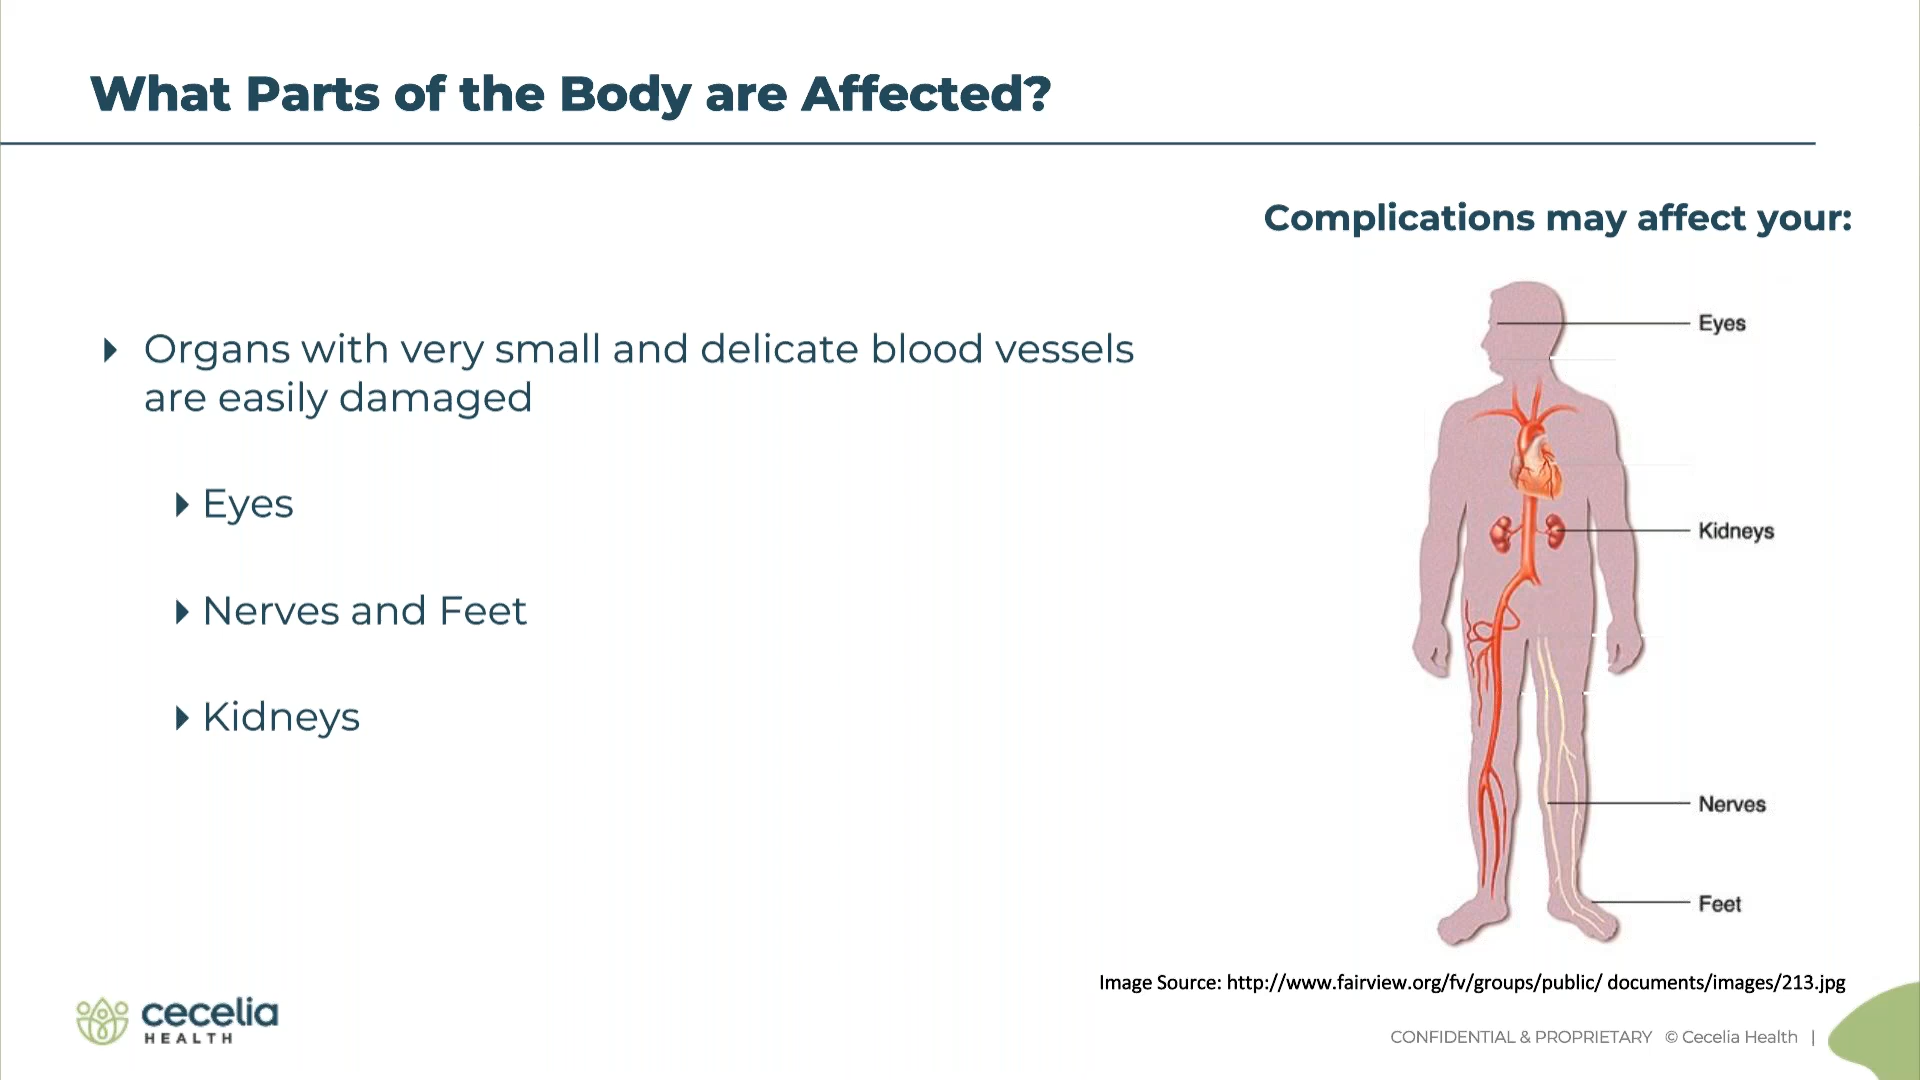 What Parts of the Body are Affected?
Complications may affect your:
Organs with very small and delicate blood vessels
are easily damaged
Eyes
Nerves and Feet
Kidneys
Eyes
Kidneys
Nerves
Feet
Image Source: http://www.fairview.org/fv/groups/public/ documents/images/213.jpg
cecelia
HEALTH
CONFIDENTIAL & PROPRIETARY © Cecelia Health |